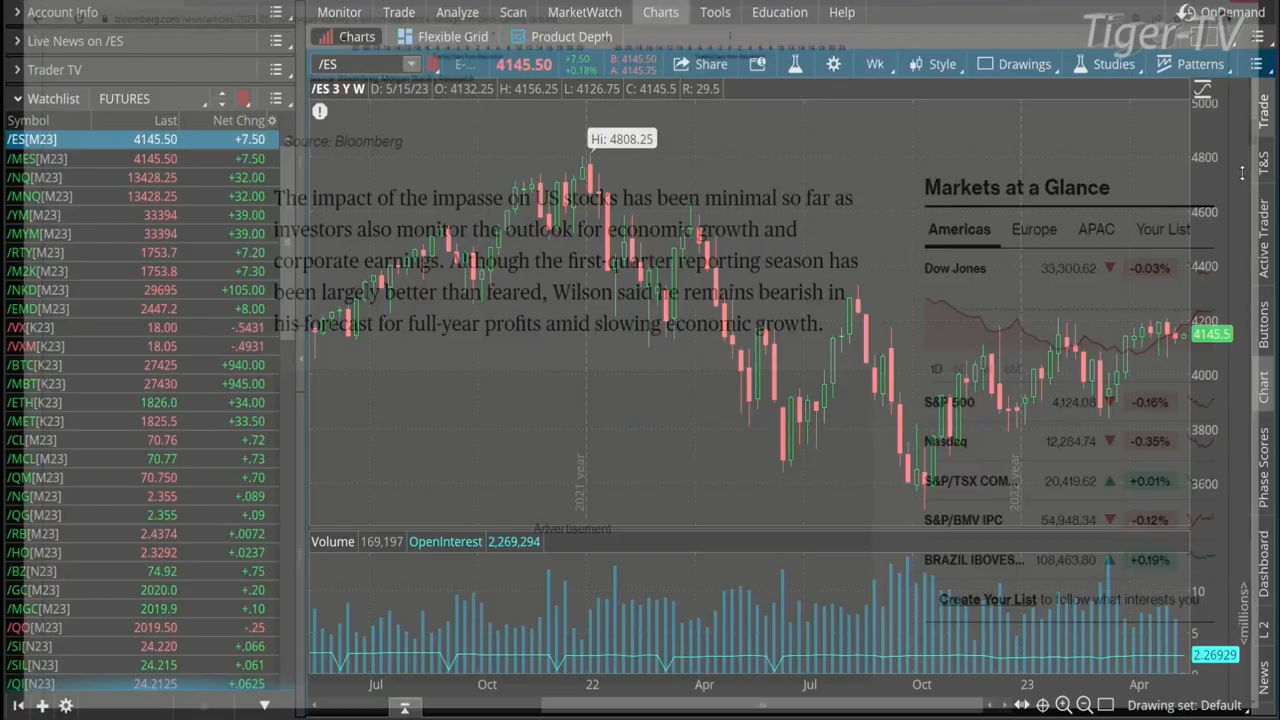 Account Info
Live News on /ES
Trader TV
Watchlist FUTURES
Symbol Last Net Chng
/ES[M23] 4145.50 +7.50
/MES[M23] 4145.50 +7.50
/NQ[M23] 13428.25 +32.00
/MNQ[M23] 13428.25 +32.00
/YM[M23] 33394 +39.00
/MYM[M23] 33394 +39.00
/RTY[M23] 1753.7 +7.20
/M2K[M23] 1753.8 +7.30
/NKD[M23] 29695 +105.00
/EMD[M23] 2447.2 +8.00
/VX[K23] 18.00 -.5431
/VXM[K23] 18.05 -.4931
/BTC[K23] 27425 +940.00
/MBT[K23] 27430 +945.00
/ETH[K23] 1826.0 +34.00
/MET[K23] 1825.5 +33.50
/CL[M23] 70.76 +.72
/MCL[M23] 70.77 +.73
/QM[M23] 70.750 +.70
/NG[M23] 2.355 +.089
/QG[M23] 2.355 +.09
/RB[M23] 2.4374 +.0072
/HO[M23] 2.3292 +.0237
/BZ[N23] 74.92 +.75
/GC[M23] 2020.0 +.20
/MGC[M23] 2019.9 +.10
/QO[M23] 2019.50 -.25
/SI[N23] 24.220 +.066
/SIL[N23] 24.215 +.061
/QI[N23] 24.2125 +.0625
Monitor Trade Analyze Scan MarketWatch Charts Tools Education Help
OnDemand
Tiger-TV
Charts Flexible Grid Product Depth
/ES E-... 4145.50 +7.50 +0.18% B: 4145.50 A: 4145.75 Share Wk Style Drawings Studies Patterns
/ES 3 Y W D: 5/15/23 O: 4132.25 H: 4156.25 L: 4126.75 C: 4145.5 R: 29.5
Hi: 4808.25
Source: Bloomberg
The impact of the impasse on US stocks has been minimal so far as
investors also monitor the outlook for economic growth and
corporate earnings. Although the first-quarter reporting season has
been largely better than feared, Wilson said he remains bearish in
his forecast for full-year profits amid slowing economic growth.
Advertisement
Markets at a Glance
Americas Europe APAC Your List
Dow Jones 33,300.62 -0.03%
1D
S&P 500 4,124.08 -0.16%
Nasdaq 12,284.74 -0.35%
S&P/TSX COM... 20,419.62 +0.01%
S&P/BMV IPC 54,948.34 -0.12%
BRAZIL IBOVES... 108,463.80 +0.19%
Create Your List to follow what interests you
5000
4800
4600
4400
4200
4145.5
4000
3800
3600
2021 year
Volume 169,197 OpenInterest 2,269,294
10
5
2.26929
<millions>
Jul Oct 22 Apr Jul Oct 23 Apr
Drawing set: Default
Trade
T&S
Buttons
Chart
Phase Scores
Dashboard
L 2
News